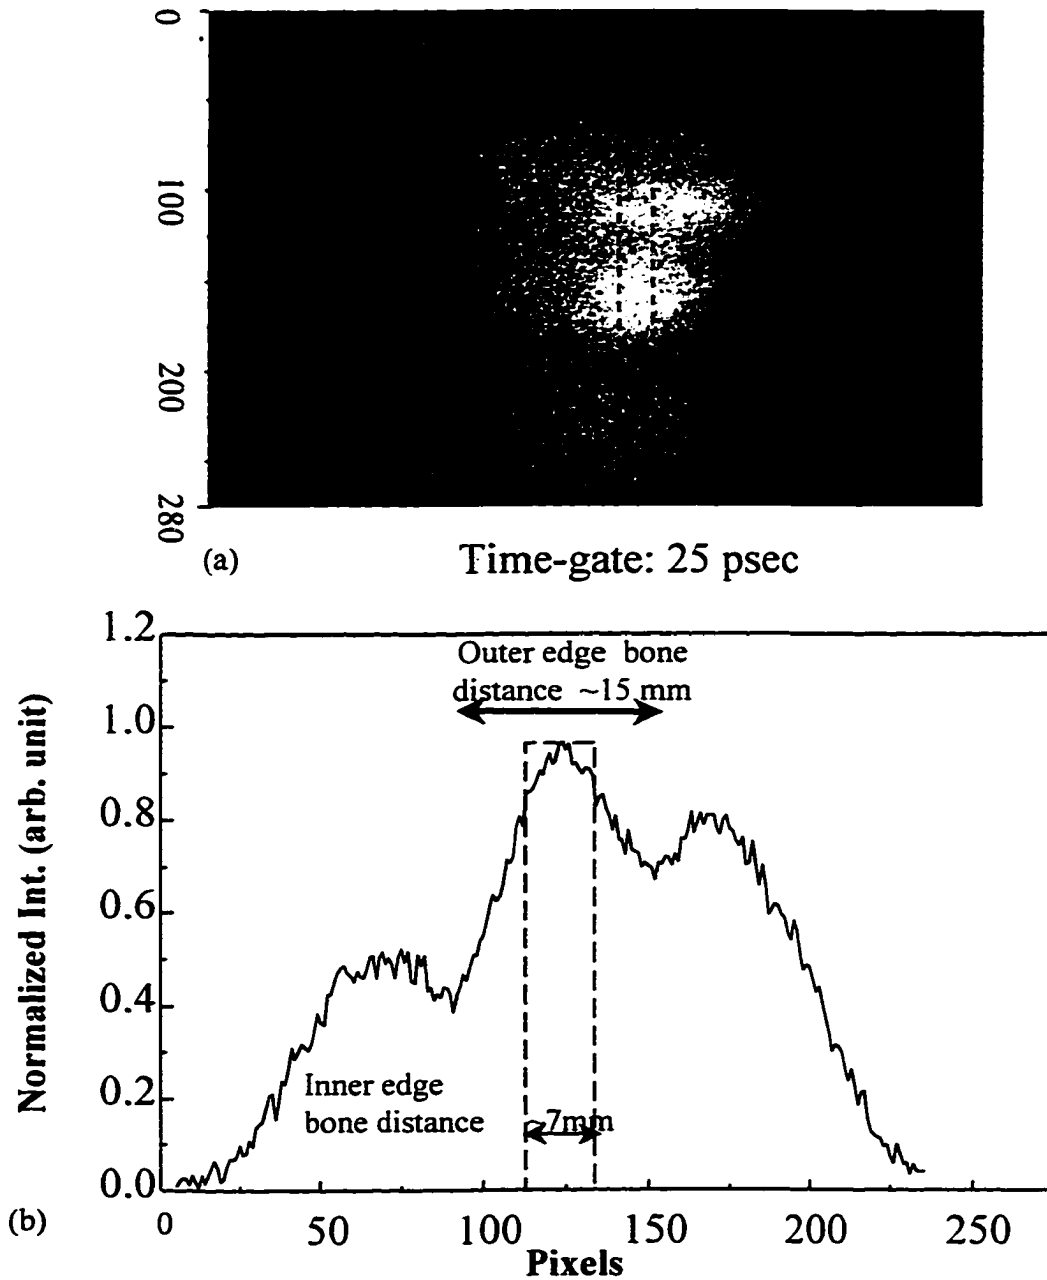 0
100
200
280
(a)
Time-gate: 25 psec
1.2
Outer edge bone
distance ~15 mm
1.0
0.8
0.6
0.4
Inner edge
bone distance
~7mm
0.2
0.0
Normalized Int. (arb. unit)
(b)
0
50
100
150
200
250
Pixels